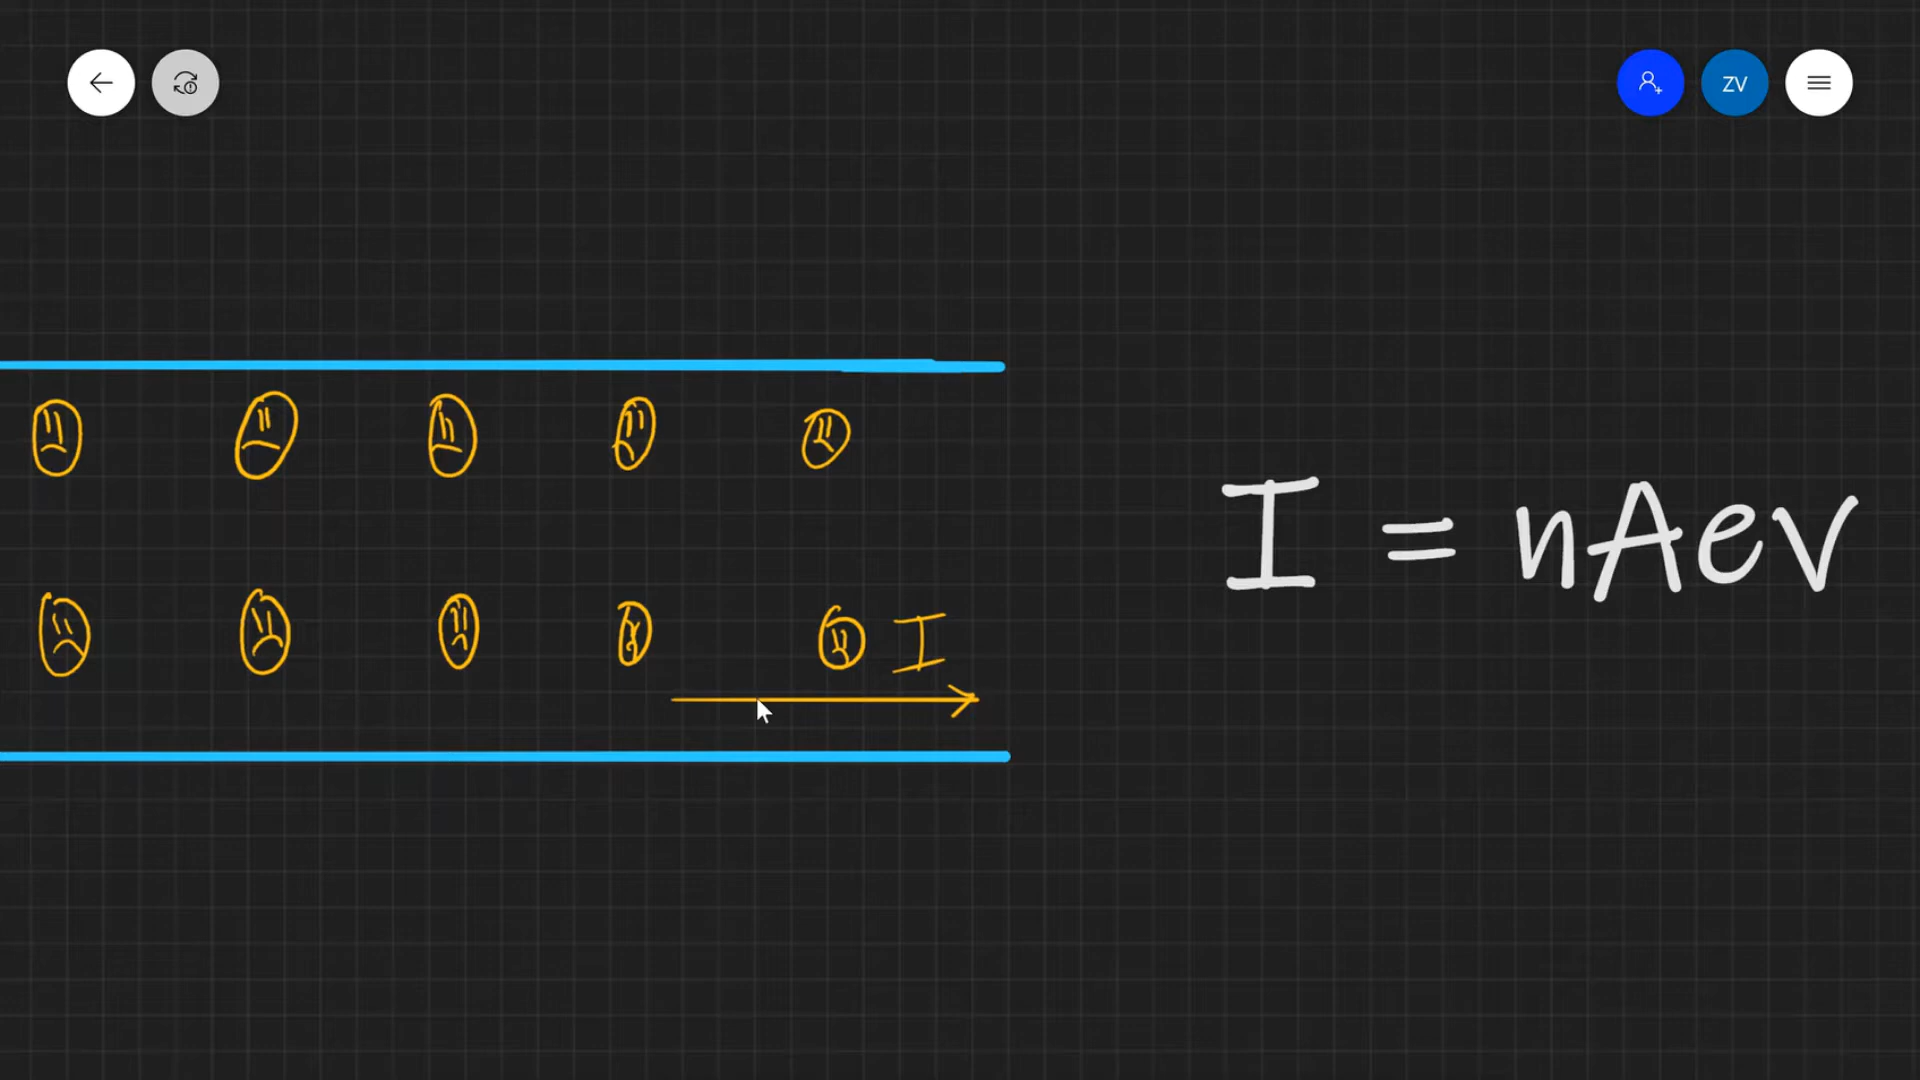 ZV
I = nAev
I